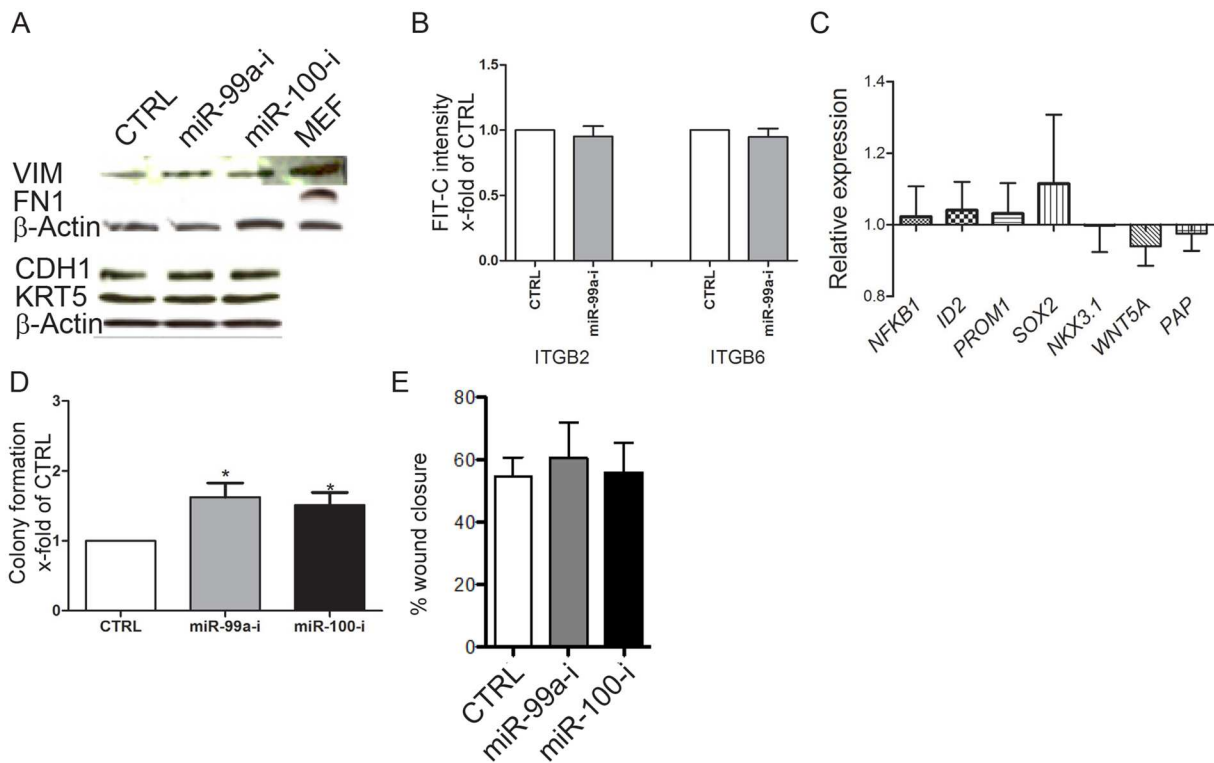 A
CTRL
miR-99a-i
miR-100-i
MEF
VIM
FN1
β-Actin
CDH1
KRT5
β-Actin
B
FIT-C intensity
x-fold of CTRL
1.5
1.0
0.5
0.0
CTRL
miR-99a-i
CTRL
miR-99a-i
ITGB2
ITGB6
C
Relative expression
1.4
1.2
1.0
0.8
NFKB1
ID2
PROM1
SOX2
NKX3.1
WNT5A
PAP
D
Colony formation
x-fold of CTRL
3
2
1
0
*
*
CTRL
miR-99a-i
miR-100-i
E
% wound closure
80
60
40
20
0
CTRL
miR-99a-i
miR-100-i